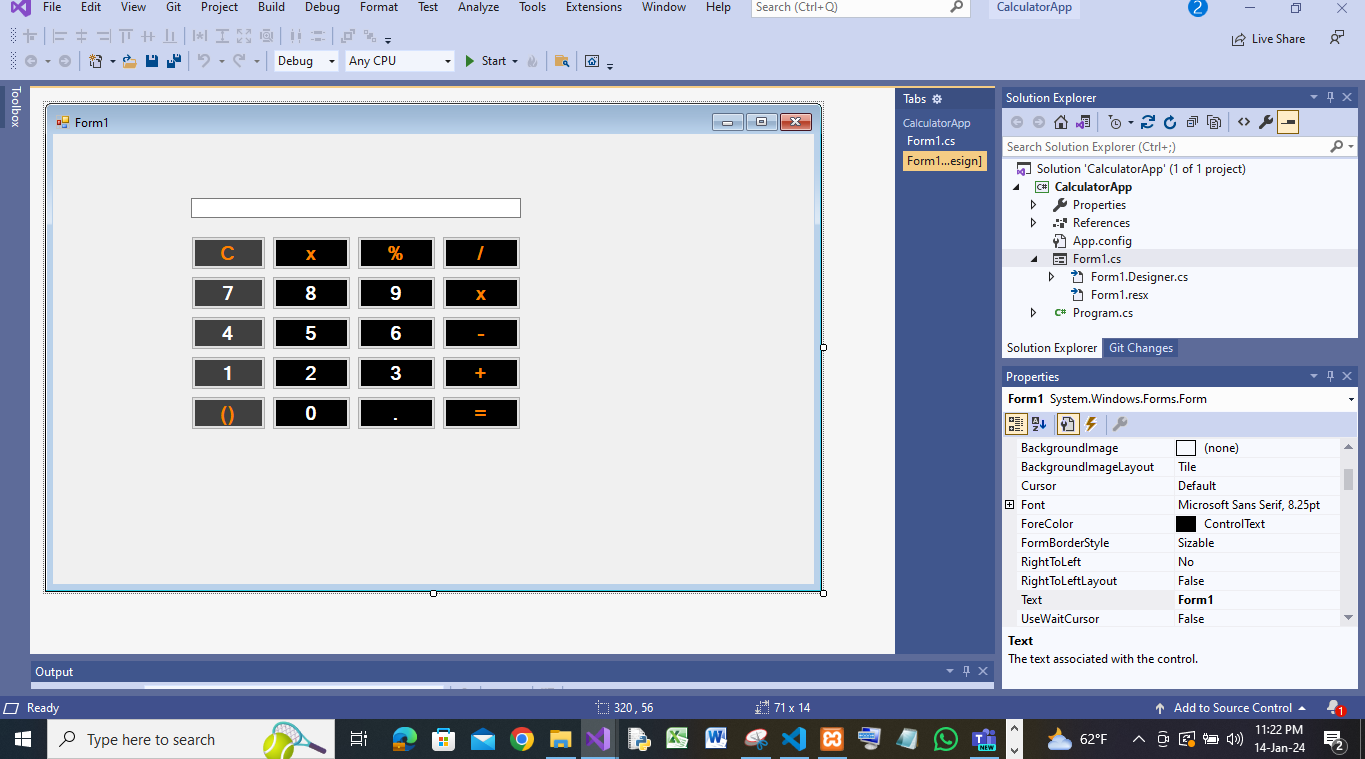 File Edit View Git Project Build Debug Format Test Analyze Tools Extensions Window Help Search (Ctrl+Q) CalculatorApp 2
Live Share
Debug Any CPU Start
Toolbox
Form1
C x % /
7 8 9 x
4 5 6 -
1 2 3 +
() 0 . =
Tabs
CalculatorApp
Form1.cs
Form1...esign]
Solution Explorer
Search Solution Explorer (Ctrl+;)
Solution 'CalculatorApp' (1 of 1 project)
C# CalculatorApp
Properties
References
App.config
Form1.cs
Form1.Designer.cs
Form1.resx
C# Program.cs
Solution Explorer Git Changes
Properties
Form1 System.Windows.Forms.Form
BackgroundImage (none)
BackgroundImageLayout Tile
Cursor Default
Font Microsoft Sans Serif, 8.25pt
ForeColor ControlText
FormBorderStyle Sizable
RightToLeft No
RightToLeftLayout False
Text Form1
UseWaitCursor False
Text
The text associated with the control.
Output
Ready 320 , 56 71 x 14 Add to Source Control 1
Type here to search 62°F 11:22 PM
14-Jan-24
NEW
2